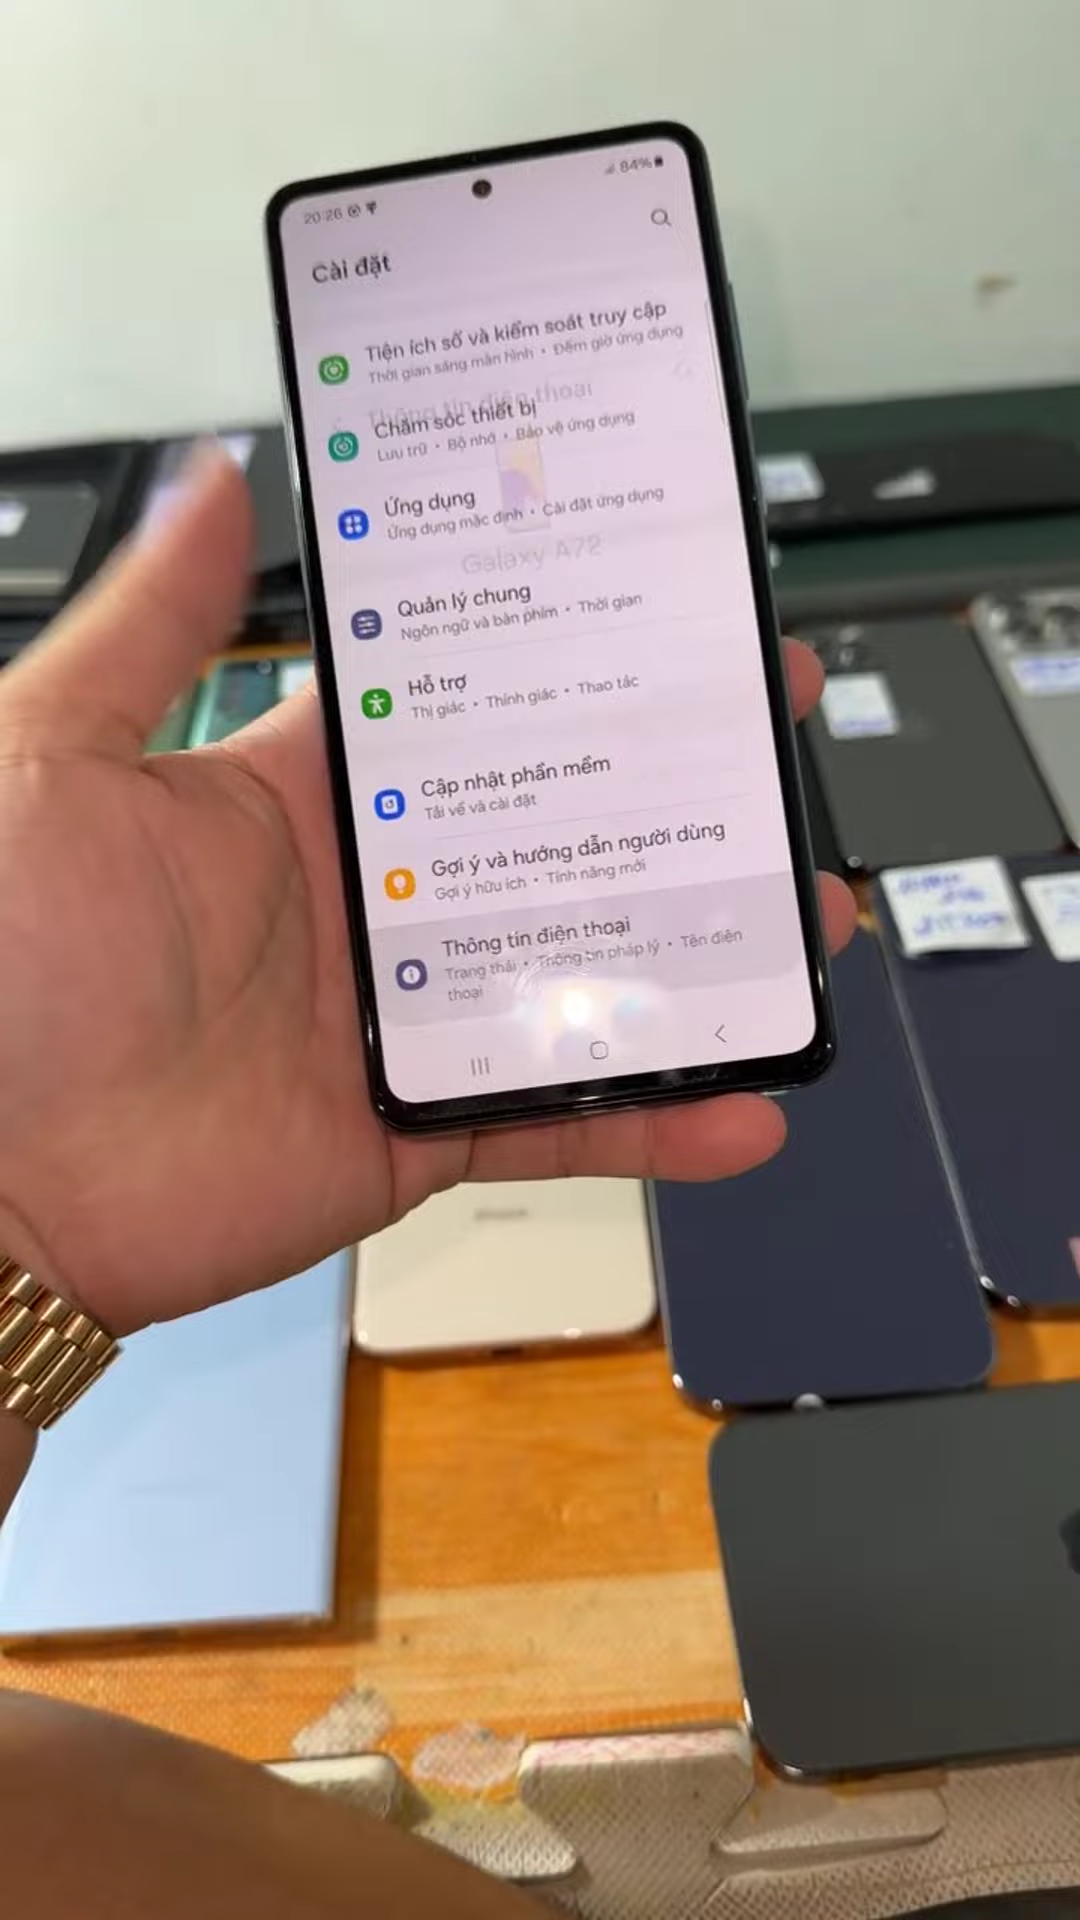 20:26
84%
Cài đặt
Tiện ích số và kiểm soát truy cập
Thời gian sáng màn hình • Đếm giờ ứng dụng
Thông tin điện thoại
Chăm sóc thiết bị
Lưu trữ • Bộ nhớ • Bảo vệ ứng dụng
Ứng dụng
Ứng dụng mặc định • Cài đặt ứng dụng
Galaxy A72
Quản lý chung
Ngôn ngữ và bàn phím • Thời gian
Hỗ trợ
Thị giác • Thính giác • Thao tác
Cập nhật phần mềm
Tải về và cài đặt
Gợi ý và hướng dẫn người dùng
Gợi ý hữu ích • Tính năng mới
Thông tin điện thoại
Trạng thái • Thông tin pháp lý • Tên điện
thoại